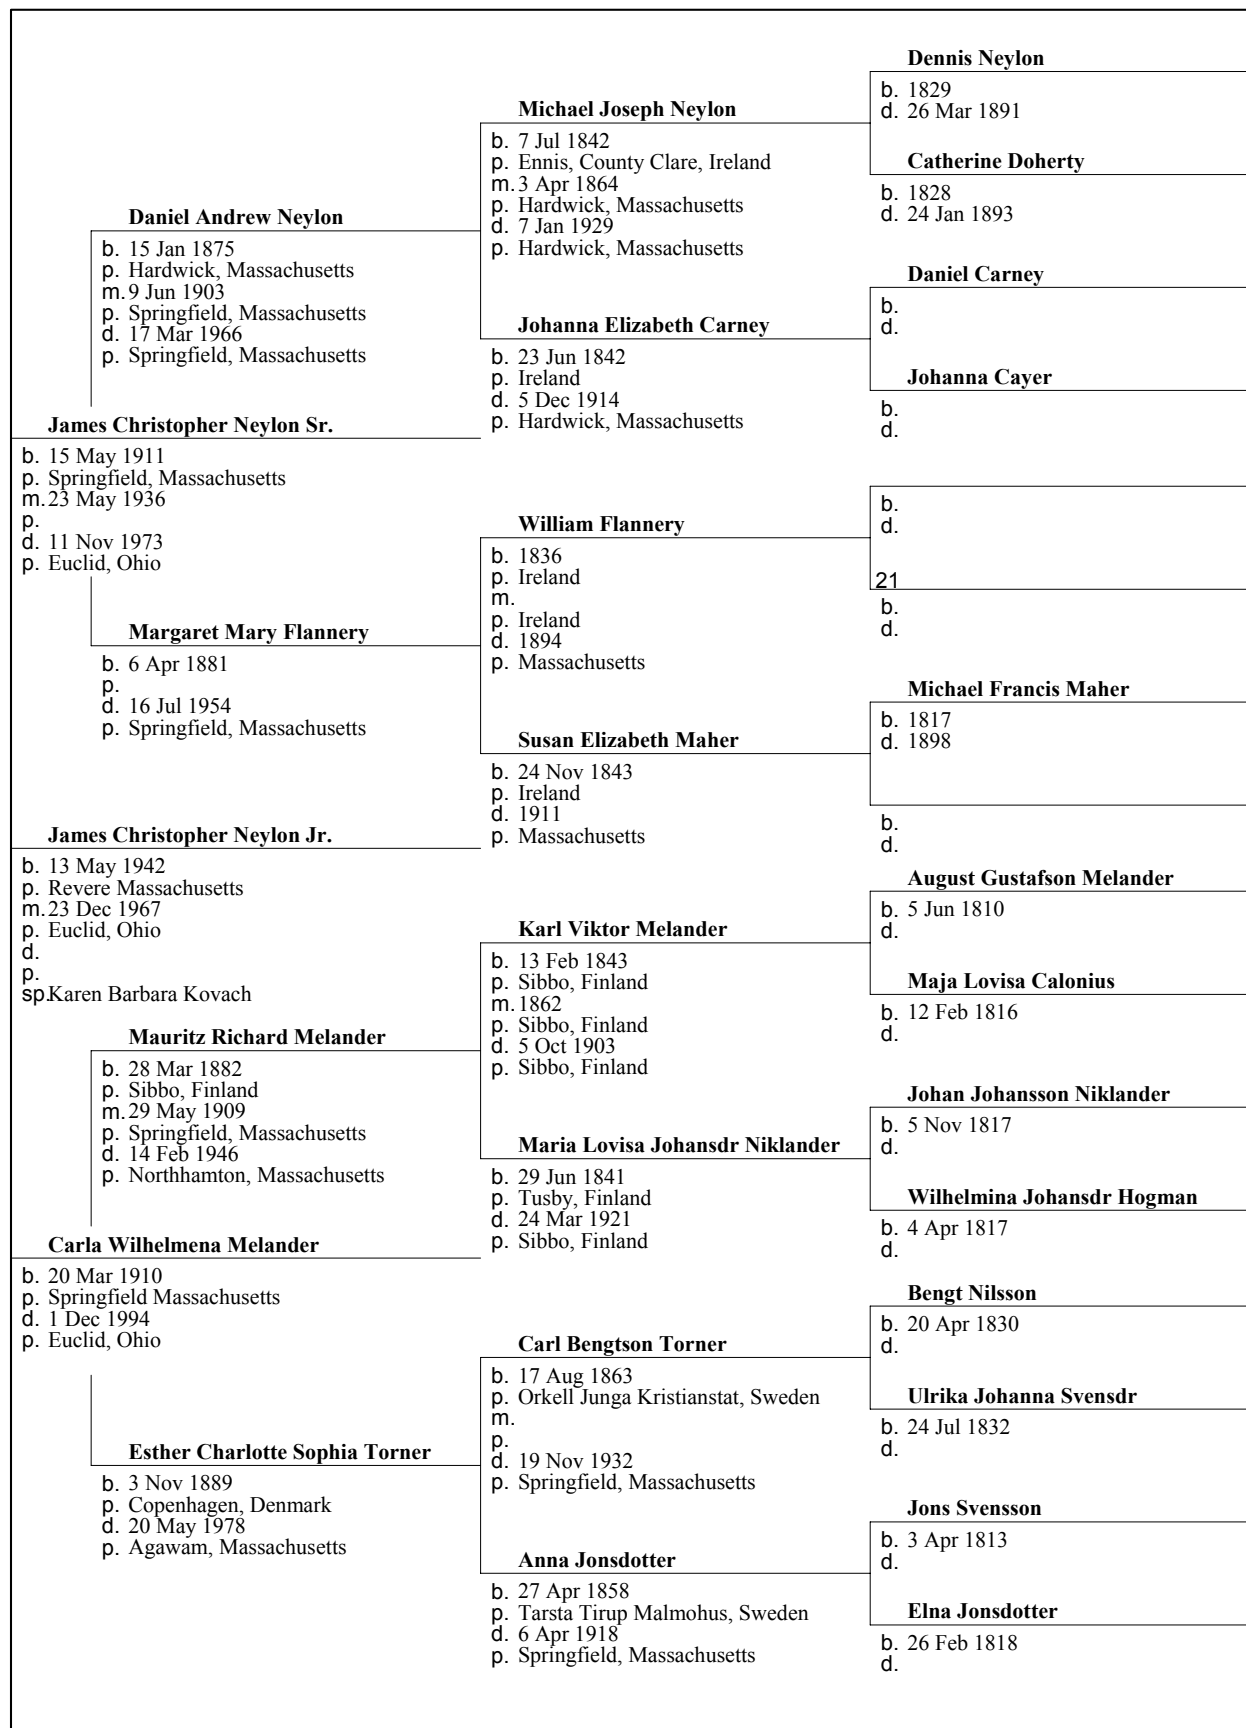 Dennis Neylon
b. 1829
d. 26 Mar 1891
Michael Joseph Neylon
b. 7 Jul 1842
p. Ennis, County Clare, Ireland
m. 3 Apr 1864
p. Hardwick, Massachusetts
d. 7 Jan 1929
p. Hardwick, Massachusetts
Catherine Doherty
b. 1828
d. 24 Jan 1893
Daniel Andrew Neylon
b. 15 Jan 1875
p. Hardwick, Massachusetts
m. 9 Jun 1903
p. Springfield, Massachusetts
d. 17 Mar 1966
p. Springfield, Massachusetts
Daniel Carney
b.
d.
Johanna Elizabeth Carney
b. 23 Jun 1842
p. Ireland
d. 5 Dec 1914
p. Hardwick, Massachusetts
Johanna Cayer
b.
d.
James Christopher Neylon Sr.
b. 15 May 1911
p. Springfield, Massachusetts
m. 23 May 1936
p.
d. 11 Nov 1973
p. Euclid, Ohio
b.
d.
William Flannery
b. 1836
p. Ireland
m.
p. Ireland
d. 1894
p. Massachusetts
21
b.
d.
Margaret Mary Flannery
b. 6 Apr 1881
p.
d. 16 Jul 1954
p. Springfield, Massachusetts
Michael Francis Maher
b. 1817
d. 1898
Susan Elizabeth Maher
b. 24 Nov 1843
p. Ireland
d. 1911
p. Massachusetts
b.
d.
James Christopher Neylon Jr.
b. 13 May 1942
p. Revere Massachusetts
m. 23 Dec 1967
p. Euclid, Ohio
d.
p.
sp. Karen Barbara Kovach
August Gustafson Melander
b. 5 Jun 1810
d.
Karl Viktor Melander
b. 13 Feb 1843
p. Sibbo, Finland
m. 1862
p. Sibbo, Finland
d. 5 Oct 1903
p. Sibbo, Finland
Maja Lovisa Calonius
b. 12 Feb 1816
d.
Mauritz Richard Melander
b. 28 Mar 1882
p. Sibbo, Finland
m. 29 May 1909
p. Springfield, Massachusetts
d. 14 Feb 1946
p. Northhamton, Massachusetts
Johan Johansson Niklander
b. 5 Nov 1817
d.
Maria Lovisa Johansdr Niklander
b. 29 Jun 1841
p. Tusby, Finland
d. 24 Mar 1921
p. Sibbo, Finland
Wilhelmina Johansdr Hogman
b. 4 Apr 1817
d.
Carla Wilhelmena Melander
b. 20 Mar 1910
p. Springfield Massachusetts
d. 1 Dec 1994
p. Euclid, Ohio
Bengt Nilsson
b. 20 Apr 1830
d.
Carl Bengtson Torner
b. 17 Aug 1863
p. Orkell Junga Kristianstat, Sweden
m.
p.
d. 19 Nov 1932
p. Springfield, Massachusetts
Ulrika Johanna Svensdr
b. 24 Jul 1832
d.
Esther Charlotte Sophia Torner
b. 3 Nov 1889
p. Copenhagen, Denmark
d. 20 May 1978
p. Agawam, Massachusetts
Jons Svensson
b. 3 Apr 1813
d.
Anna Jonsdotter
b. 27 Apr 1858
p. Tarsta Tirup Malmohus, Sweden
d. 6 Apr 1918
p. Springfield, Massachusetts
Elna Jonsdotter
b. 26 Feb 1818
d.